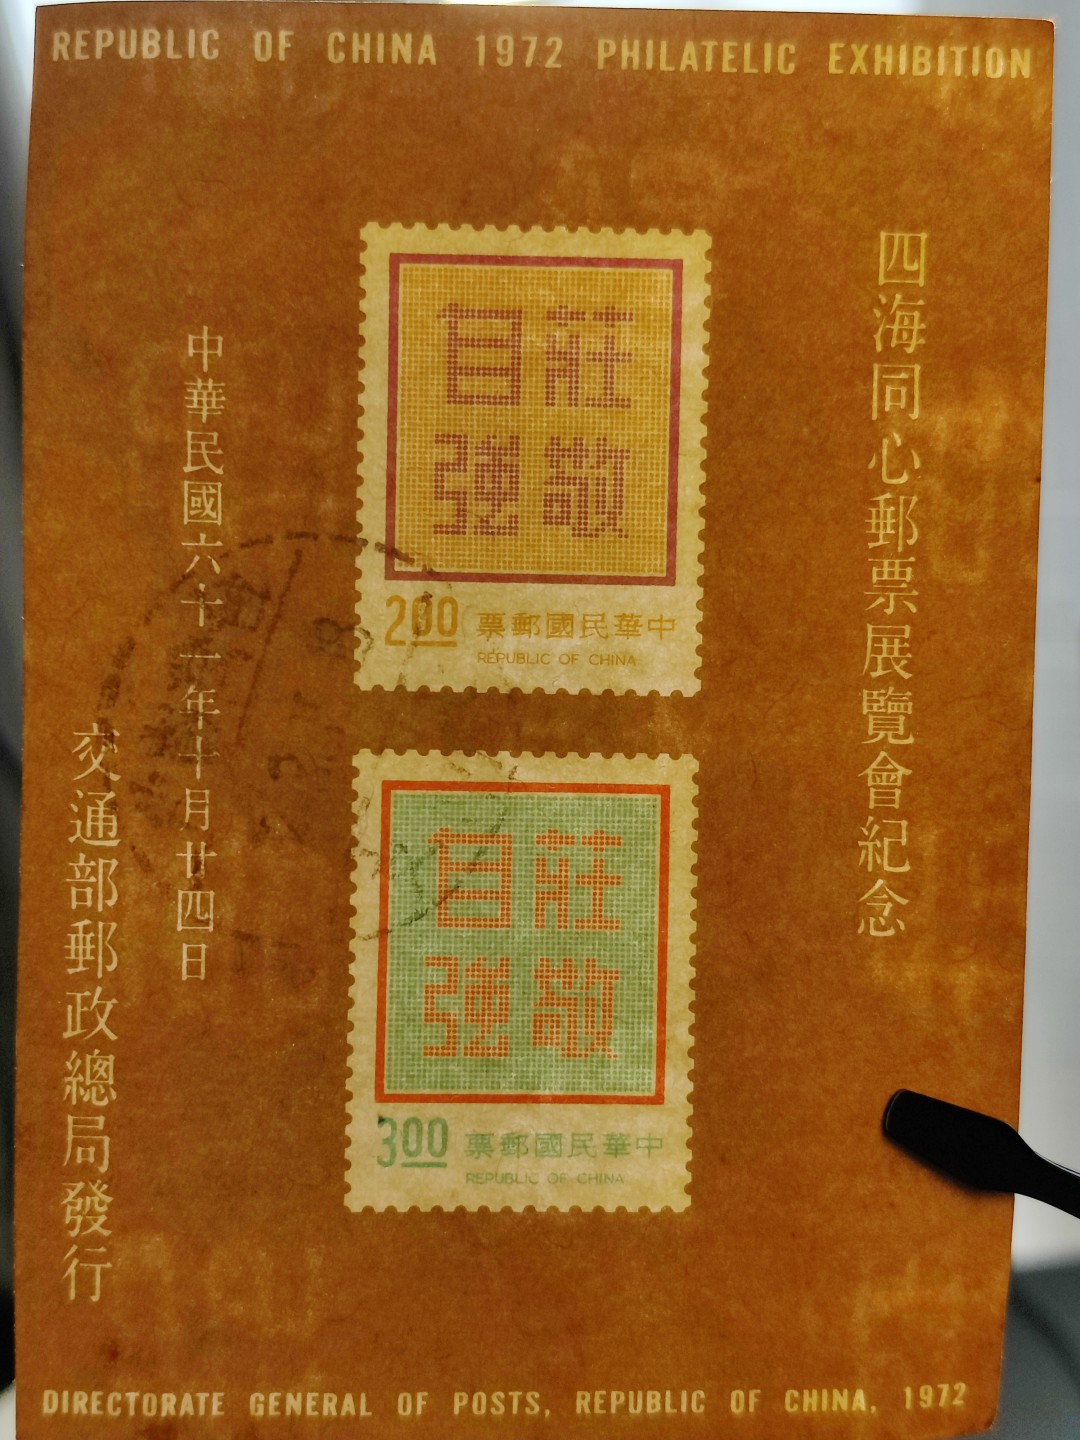 REPUBLIC OF CHINA 1972 PHILATELIC EXHIBITION
四海同心郵票展覽會紀念
莊敬
自強
2.00
票郵國民華中
REPUBLIC OF CHINA
莊敬
自強
3.00
票郵國民華中
REPUBLIC OF CHINA
中華民國六十一年十月廿四日
交通部郵政總局發行
DIRECTORATE GENERAL OF POSTS, REPUBLIC OF CHINA, 1972